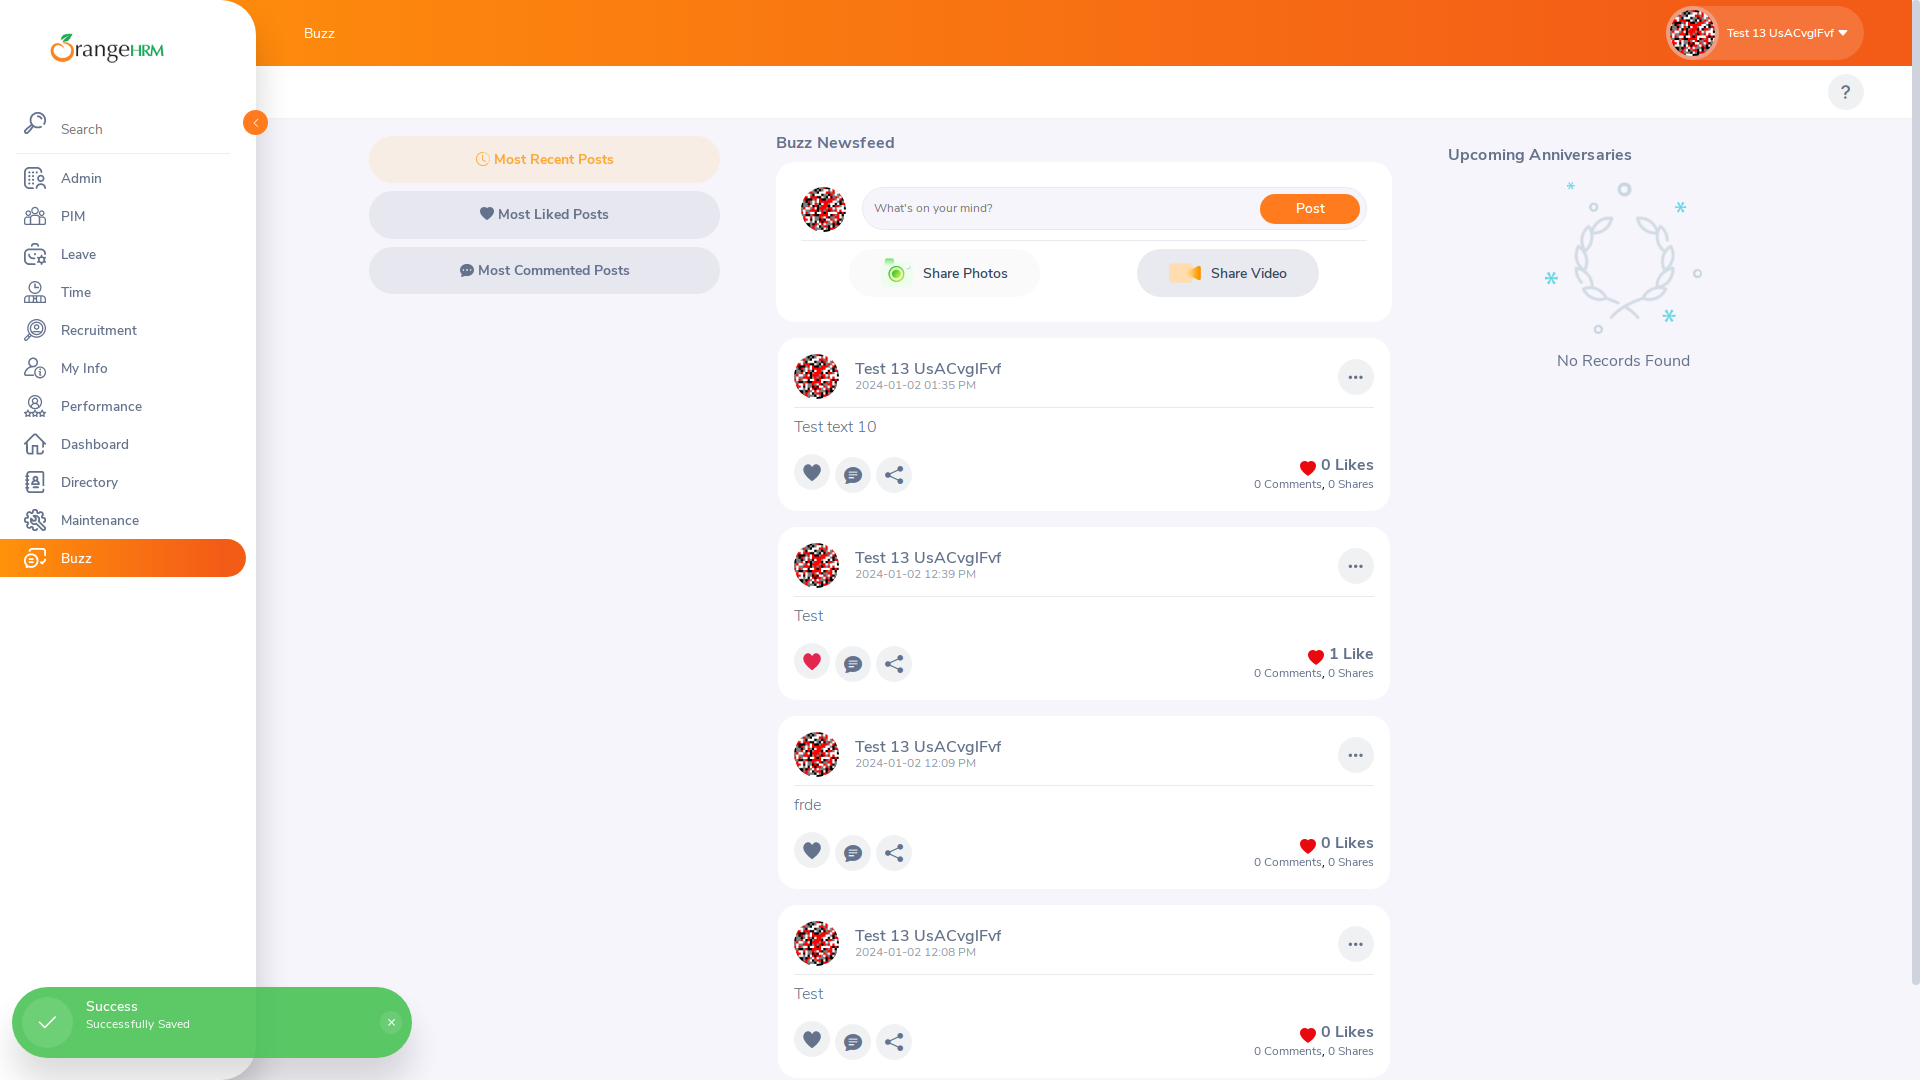 OrangeHRM
Search
Admin
PIM
Leave
Time
Recruitment
My Info
Performance
Dashboard
Directory
Maintenance
Buzz
Buzz
Test 13 UsACvglFvf
?
Most Recent Posts
Most Liked Posts
Most Commented Posts
Buzz Newsfeed
What's on your mind?
Post
Share Photos
Share Video
Test 13 UsACvglFvf
2024-01-02 01:35 PM
Test text 10
0 Likes
0 Comments, 0 Shares
Test 13 UsACvglFvf
2024-01-02 12:39 PM
Test
1 Like
0 Comments, 0 Shares
Test 13 UsACvglFvf
2024-01-02 12:09 PM
frde
0 Likes
0 Comments, 0 Shares
Test 13 UsACvglFvf
2024-01-02 12:08 PM
Test
0 Likes
0 Comments, 0 Shares
Upcoming Anniversaries
No Records Found
Success
Successfully Saved